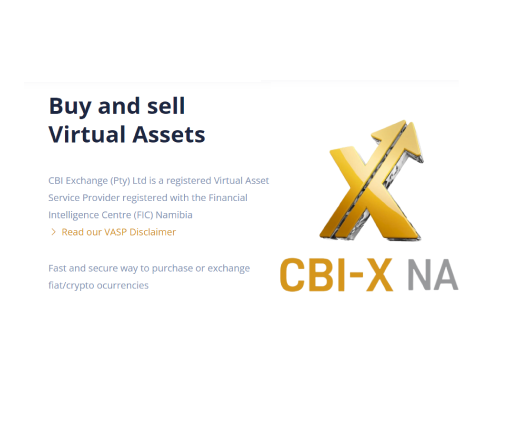 Buy and sell
Virtual Assets
CBI Exchange (Pty) Ltd is a registered Virtual Asset
Service Provider registered with the Financial
Intelligence Centre (FIC) Namibia
Read our VASP Disclaimer
Fast and secure way to purchase or exchange
fiat/crypto ocurrencies
CBI-X NA